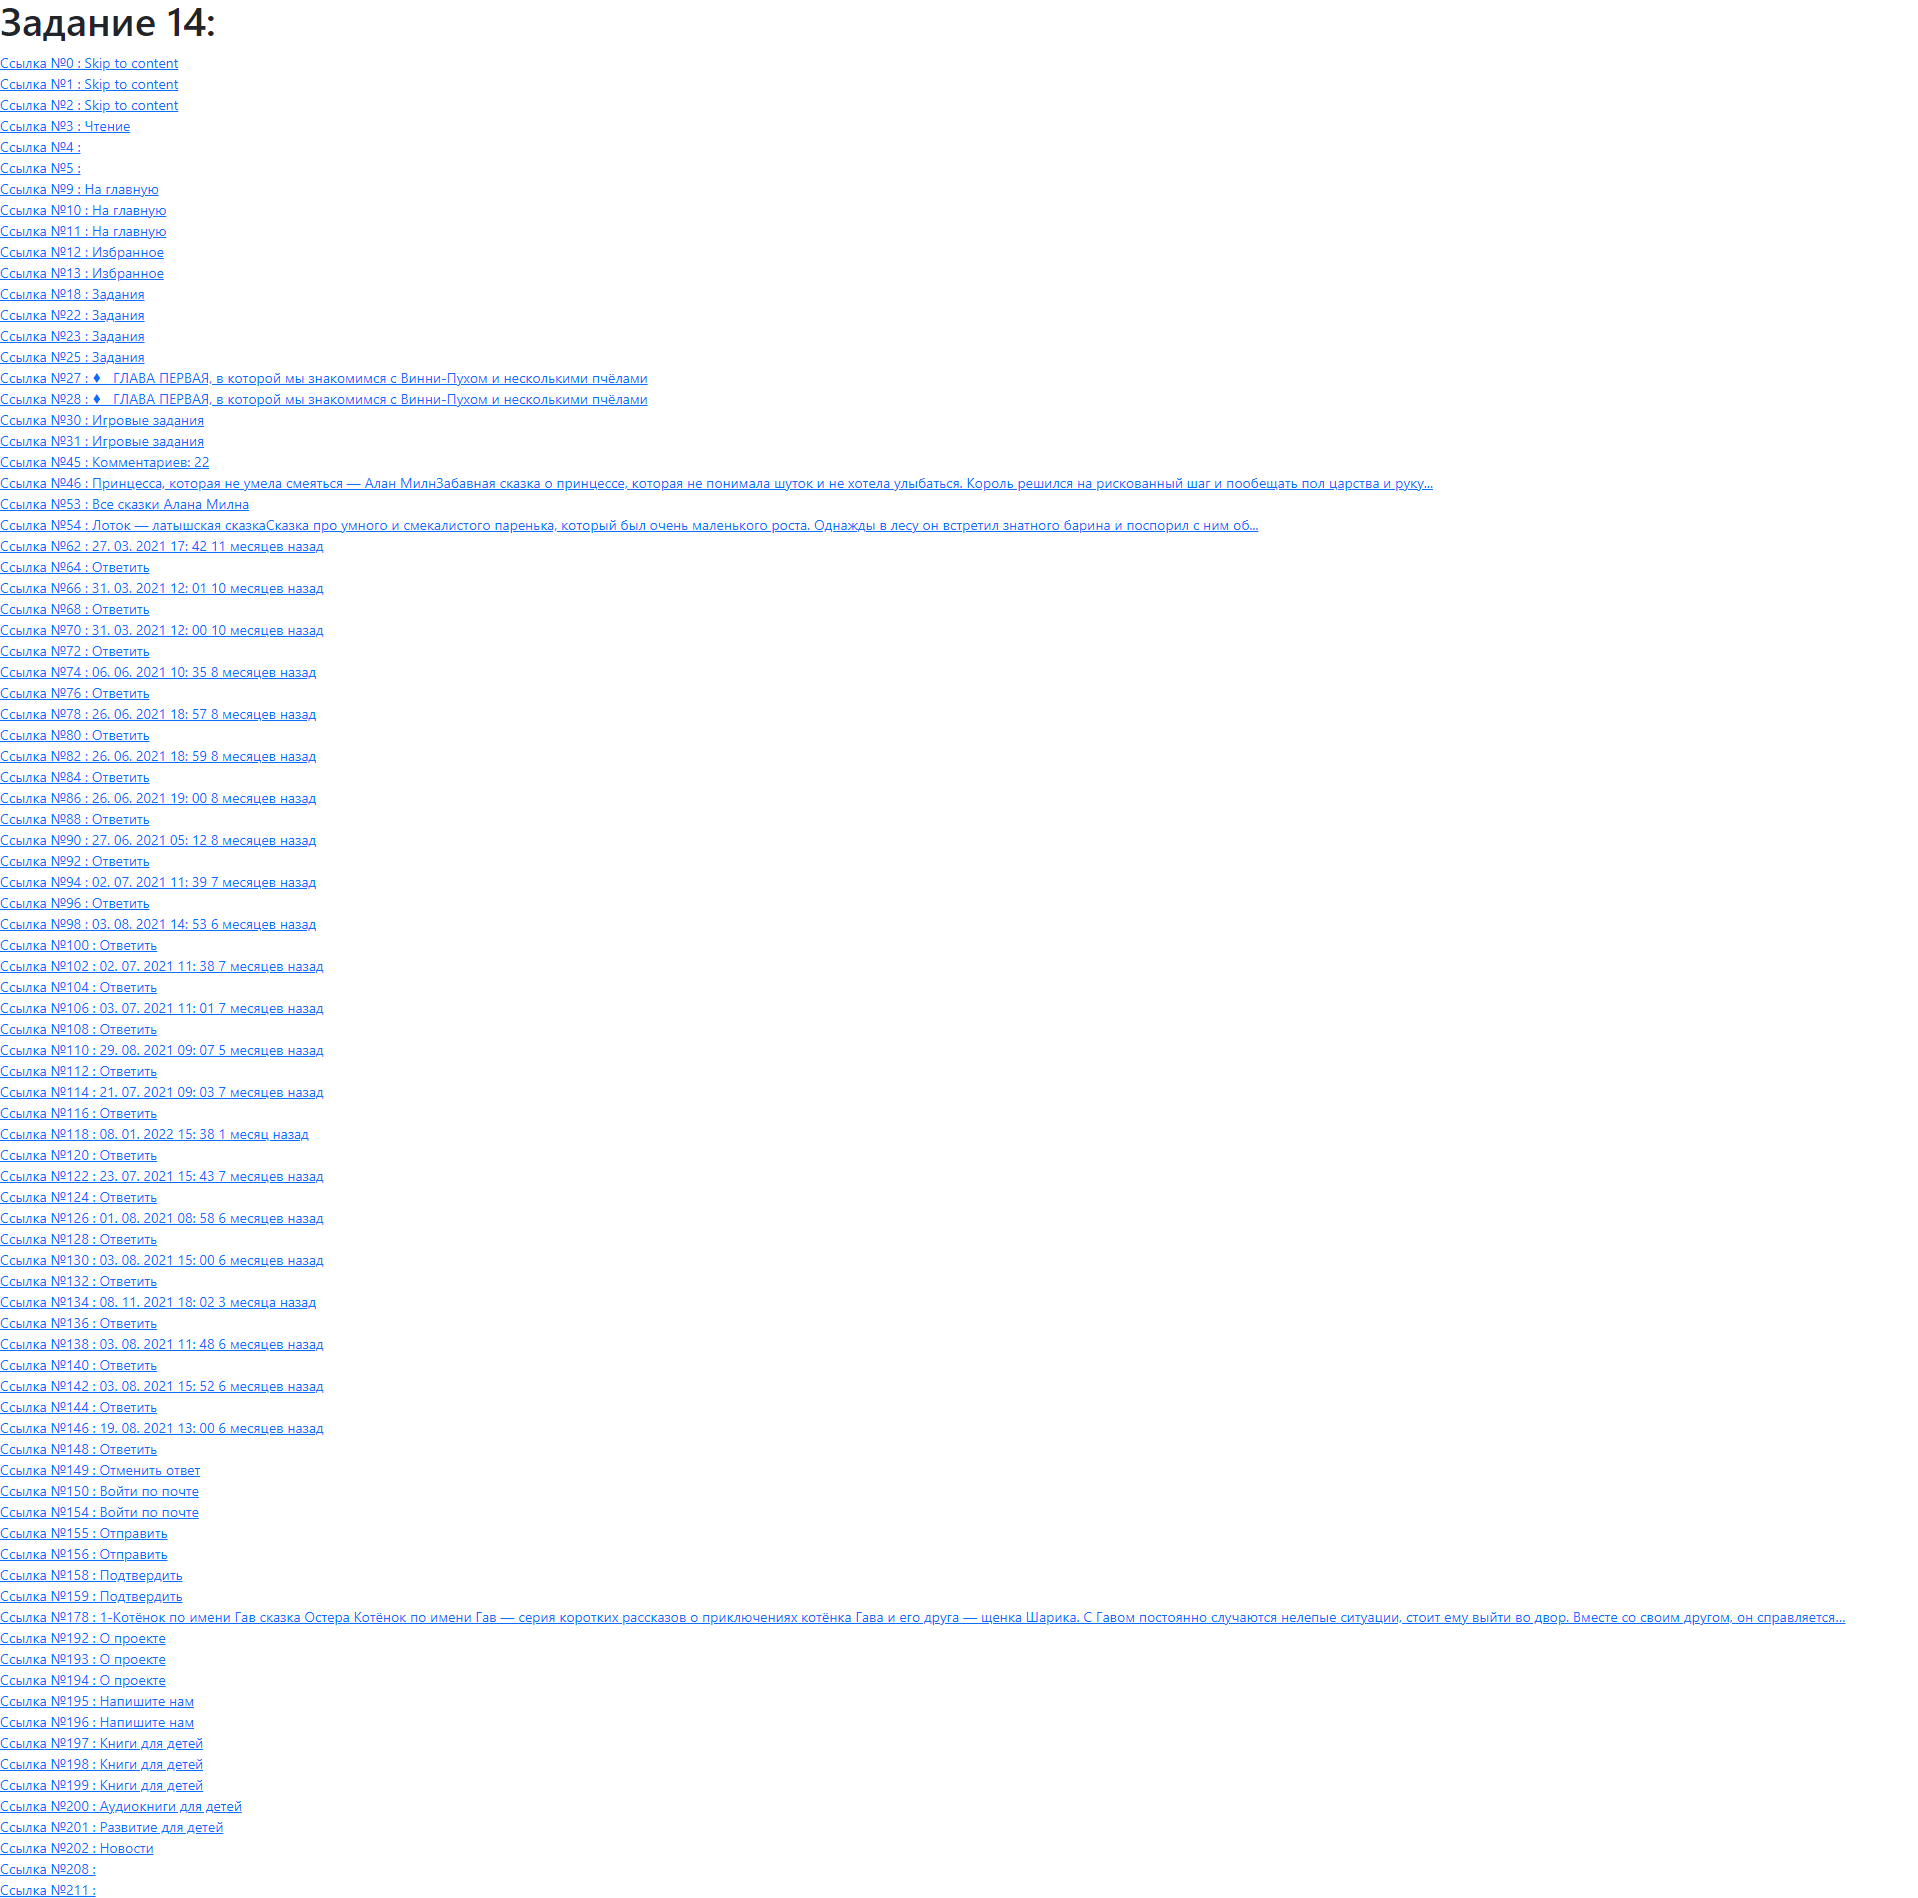 Задание 14:
Ссылка №0 : Skip to content
Ссылка №1 : Skip to content
Ссылка №2 : Skip to content
Ссылка №3 : Чтение
Ссылка №4 :
Ссылка №5 :
Ссылка №9 : На главную
Ссылка №10 : На главную
Ссылка №11 : На главную
Ссылка №12 : Избранное
Ссылка №13 : Избранное
Ссылка №18 : Задания
Ссылка №22 : Задания
Ссылка №23 : Задания
Ссылка №25 : Задания
Ссылка №27 : ♦ ГЛАВА ПЕРВАЯ, в которой мы знакомимся с Винни-Пухом и несколькими пчёлами
Ссылка №28 : ♦ ГЛАВА ПЕРВАЯ, в которой мы знакомимся с Винни-Пухом и несколькими пчёлами
Ссылка №30 : Игровые задания
Ссылка №31 : Игровые задания
Ссылка №45 : Комментариев: 22
Ссылка №46 : Принцесса, которая не умела смеяться — Алан МилнЗабавная сказка о принцессе, которая не понимала шуток и не хотела улыбаться. Король решился на рискованный шаг и пообещать пол царства и руку...
Ссылка №53 : Все сказки Алана Милна
Ссылка №54 : Лоток — латышская сказкаСказка про умного и смекалистого паренька, который был очень маленького роста. Однажды в лесу он встретил знатного барина и поспорил с ним об...
Ссылка №62 : 27. 03. 2021 17: 42 11 месяцев назад
Ссылка №64 : Ответить
Ссылка №66 : 31. 03. 2021 12: 01 10 месяцев назад
Ссылка №68 : Ответить
Ссылка №70 : 31. 03. 2021 12: 00 10 месяцев назад
Ссылка №72 : Ответить
Ссылка №74 : 06. 06. 2021 10: 35 8 месяцев назад
Ссылка №76 : Ответить
Ссылка №78 : 26. 06. 2021 18: 57 8 месяцев назад
Ссылка №80 : Ответить
Ссылка №82 : 26. 06. 2021 18: 59 8 месяцев назад
Ссылка №84 : Ответить
Ссылка №86 : 26. 06. 2021 19: 00 8 месяцев назад
Ссылка №88 : Ответить
Ссылка №90 : 27. 06. 2021 05: 12 8 месяцев назад
Ссылка №92 : Ответить
Ссылка №94 : 02. 07. 2021 11: 39 7 месяцев назад
Ссылка №96 : Ответить
Ссылка №98 : 03. 08. 2021 14: 53 6 месяцев назад
Ссылка №100 : Ответить
Ссылка №102 : 02. 07. 2021 11: 38 7 месяцев назад
Ссылка №104 : Ответить
Ссылка №106 : 03. 07. 2021 11: 01 7 месяцев назад
Ссылка №108 : Ответить
Ссылка №110 : 29. 08. 2021 09: 07 5 месяцев назад
Ссылка №112 : Ответить
Ссылка №114 : 21. 07. 2021 09: 03 7 месяцев назад
Ссылка №116 : Ответить
Ссылка №118 : 08. 01. 2022 15: 38 1 месяц назад
Ссылка №120 : Ответить
Ссылка №122 : 23. 07. 2021 15: 43 7 месяцев назад
Ссылка №124 : Ответить
Ссылка №126 : 01. 08. 2021 08: 58 6 месяцев назад
Ссылка №128 : Ответить
Ссылка №130 : 03. 08. 2021 15: 00 6 месяцев назад
Ссылка №132 : Ответить
Ссылка №134 : 08. 11. 2021 18: 02 3 месяца назад
Ссылка №136 : Ответить
Ссылка №138 : 03. 08. 2021 11: 48 6 месяцев назад
Ссылка №140 : Ответить
Ссылка №142 : 03. 08. 2021 15: 52 6 месяцев назад
Ссылка №144 : Ответить
Ссылка №146 : 19. 08. 2021 13: 00 6 месяцев назад
Ссылка №148 : Ответить
Ссылка №149 : Отменить ответ
Ссылка №150 : Войти по почте
Ссылка №154 : Войти по почте
Ссылка №155 : Отправить
Ссылка №156 : Отправить
Ссылка №158 : Подтвердить
Ссылка №159 : Подтвердить
Ссылка №178 : 1-Котёнок по имени Гав сказка Остера Котёнок по имени Гав — серия коротких рассказов о приключениях котёнка Гава и его друга — щенка Шарика. С Гавом постоянно случаются нелепые ситуации, стоит ему выйти во двор. Вместе со своим другом, он справляется...
Ссылка №192 : О проекте
Ссылка №193 : О проекте
Ссылка №194 : О проекте
Ссылка №195 : Напишите нам
Ссылка №196 : Напишите нам
Ссылка №197 : Книги для детей
Ссылка №198 : Книги для детей
Ссылка №199 : Книги для детей
Ссылка №200 : Аудиокниги для детей
Ссылка №201 : Развитие для детей
Ссылка №202 : Новости
Ссылка №208 :
Ссылка №211 :